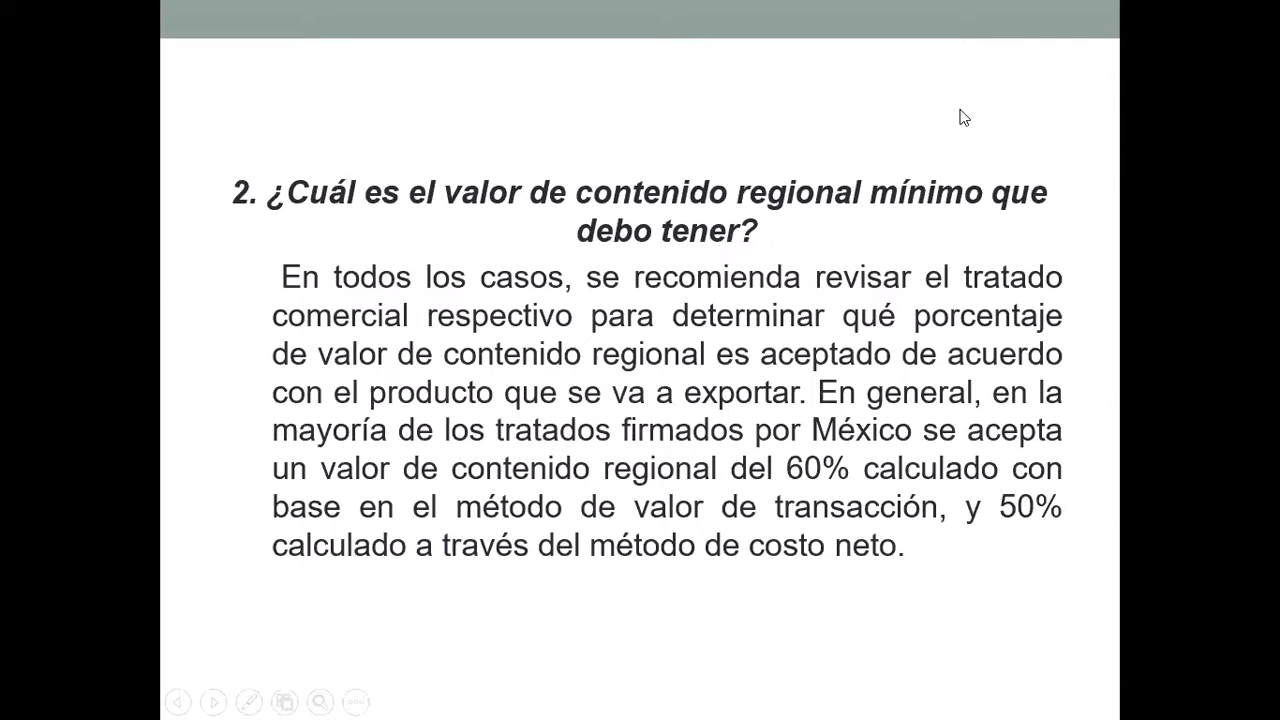 2. ¿Cuál es el valor de contenido regional mínimo que
debo tener?
En todos los casos, se recomienda revisar el tratado
comercial respectivo para determinar qué porcentaje
de valor de contenido regional es aceptado de acuerdo
con el producto que se va a exportar. En general, en la
mayoría de los tratados firmados por México se acepta
un valor de contenido regional del 60% calculado con
base en el método de valor de transacción, y 50%
calculado a través del método de costo neto.